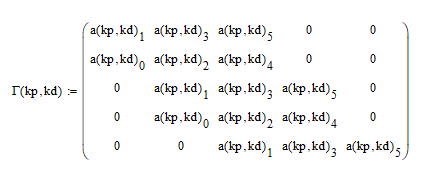 a(kp,kd)₁ a(kp,kd)₃ a(kp,kd)₅ 0 0
a(kp,kd)₀ a(kp,kd)₂ a(kp,kd)₄ 0 0
Γ(kp,kd) := 0 a(kp,kd)₁ a(kp,kd)₃ a(kp,kd)₅ 0
0 a(kp,kd)₀ a(kp,kd)₂ a(kp,kd)₄ 0
0 0 a(kp,kd)₁ a(kp,kd)₃ a(kp,kd)₅